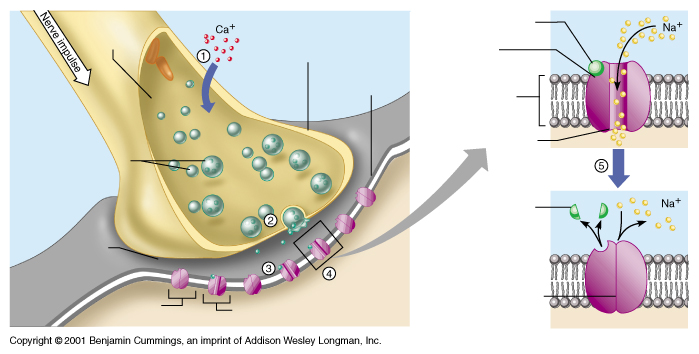 Nerve impulse
Ca+
1
2
3
4
Na+
5
Na+
Copyright © 2001 Benjamin Cummings, an imprint of Addison Wesley Longman, Inc.